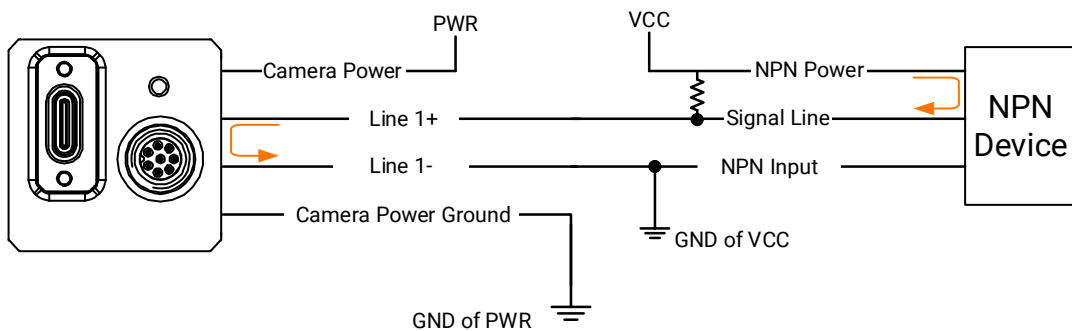 PWR
VCC
Camera Power
NPN Power
Line 1+
Signal Line
NPN
Device
Line 1-
NPN Input
Camera Power Ground
GND of VCC
GND of PWR